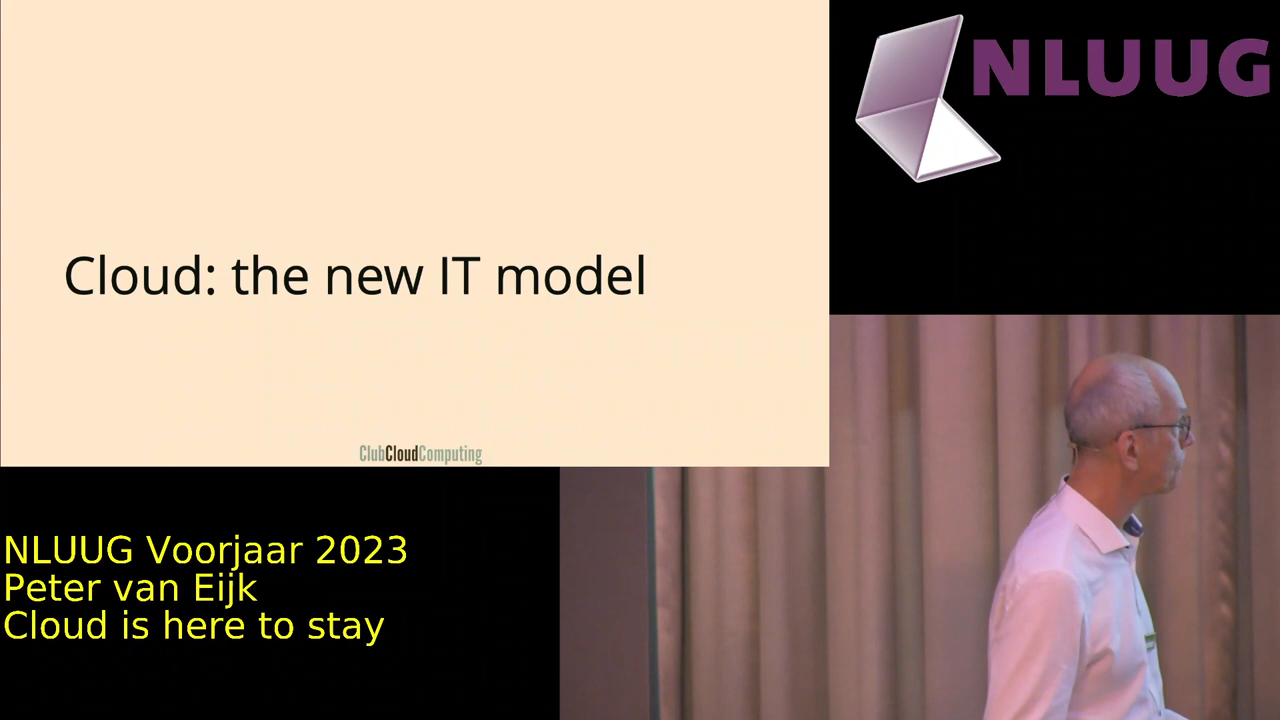 Cloud: the new IT model
ClubCloudComputing
NLUUG
NLUUG Voorjaar 2023
Peter van Eijk
Cloud is here to stay